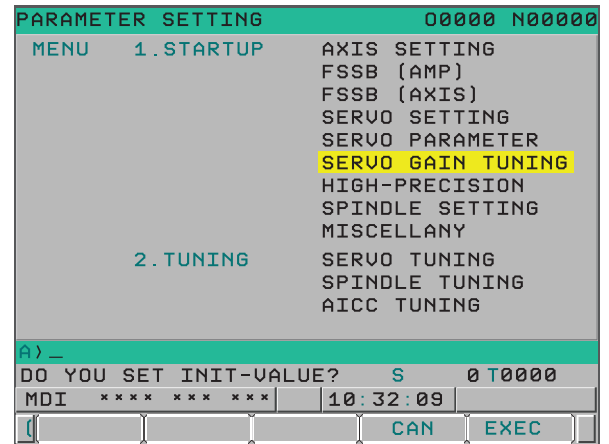 PARAMETER SETTING O0000 N00000
MENU 1.STARTUP AXIS SETTING
FSSB (AMP)
FSSB (AXIS)
SERVO SETTING
SERVO PARAMETER
SERVO GAIN TUNING
HIGH-PRECISION
SPINDLE SETTING
MISCELLANY
2.TUNING SERVO TUNING
SPINDLE TUNING
AICC TUNING
A)_
DO YOU SET INIT-VALUE? S 0 T0000
MDI **** *** *** 10:32:09
( CAN EXEC